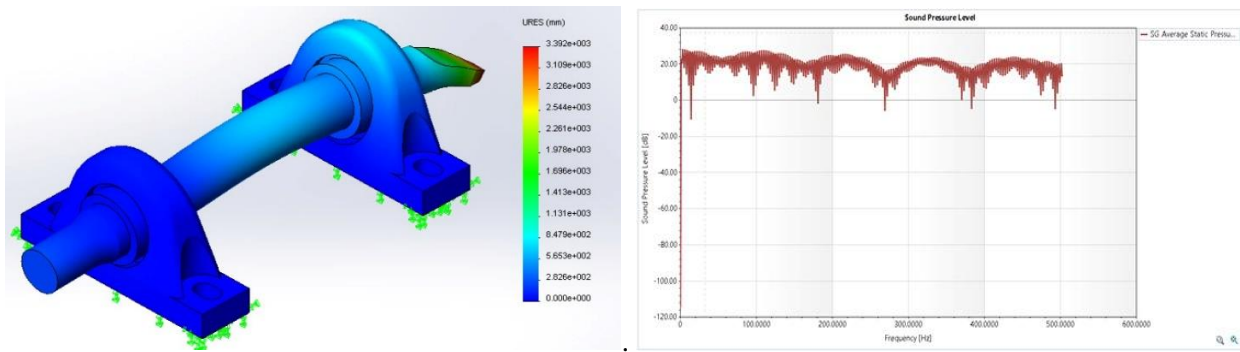 URES (mm)
3.392e+003
3.109e+003
2.826e+003
2.544e+003
2.261e+003
1.978e+003
1.696e+003
1.413e+003
1.131e+003
8.479e+002
5.653e+002
2.826e+002
0.000e+000
.
Sound Pressure Level
SG Average Static Pressu...
Sound Pressure Level [dB]
40.00
20.00
0
-20.00
-40.00
-60.00
-80.00
-100.00
-120.00
0 100.0000 200.0000 300.0000 400.0000 500.0000 600.0000
Frequency [Hz]